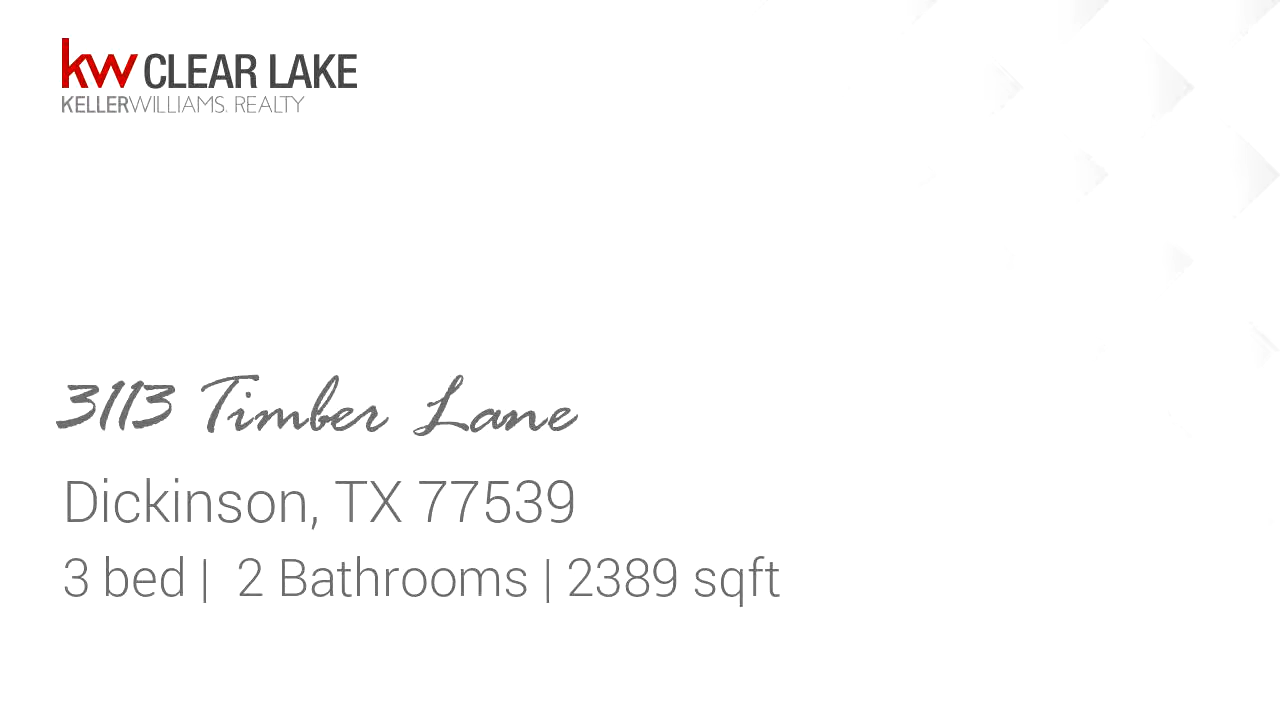 kw CLEAR LAKE
KELLERWILLIAMS. REALTY
3113 Timber Lane
Dickinson, TX 77539
3 bed | 2 Bathrooms | 2389 sqft